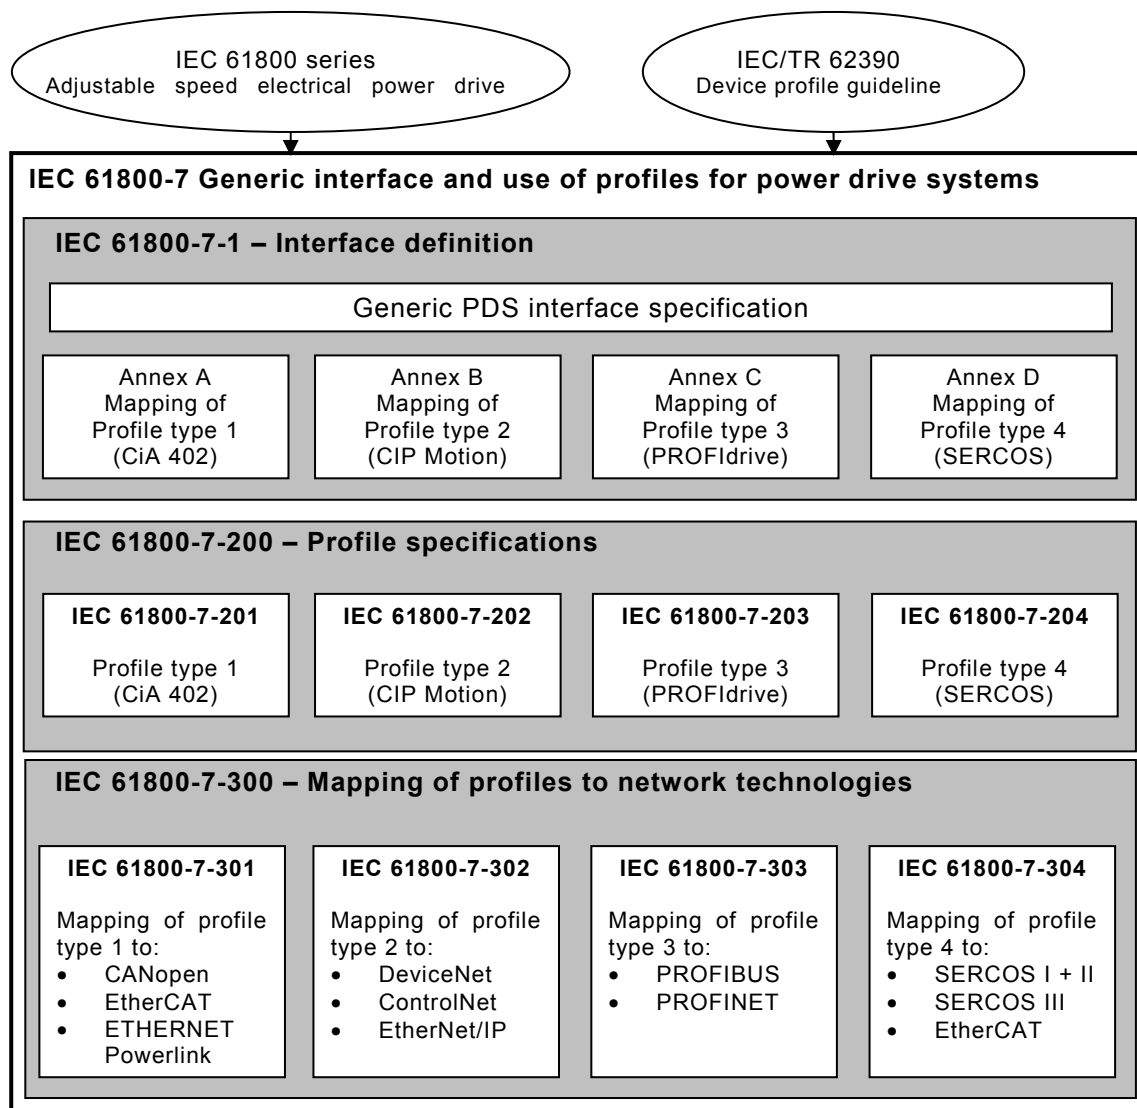 IEC 61800 series
Adjustable speed electrical power drive
IEC/TR 62390
Device profile guideline
IEC 61800-7 Generic interface and use of profiles for power drive systems
IEC 61800-7-1 – Interface definition
Generic PDS interface specification
Annex A
Mapping of
Profile type 1
(CiA 402)
Annex B
Mapping of
Profile type 2
(CIP Motion)
Annex C
Mapping of
Profile type 3
(PROFIdrive)
Annex D
Mapping of
Profile type 4
(SERCOS)
IEC 61800-7-200 – Profile specifications
IEC 61800-7-201
Profile type 1
(CiA 402)
IEC 61800-7-202
Profile type 2
(CIP Motion)
IEC 61800-7-203
Profile type 3
(PROFIdrive)
IEC 61800-7-204
Profile type 4
(SERCOS)
IEC 61800-7-300 – Mapping of profiles to network technologies
IEC 61800-7-301
Mapping of profile
type 1 to:
• CANopen
• EtherCAT
• ETHERNET
Powerlink
IEC 61800-7-302
Mapping of profile
type 2 to:
• DeviceNet
• ControlNet
• EtherNet/IP
IEC 61800-7-303
Mapping of profile
type 3 to:
• PROFIBUS
• PROFINET
IEC 61800-7-304
Mapping of profile
type 4 to:
• SERCOS I + II
• SERCOS III
• EtherCAT